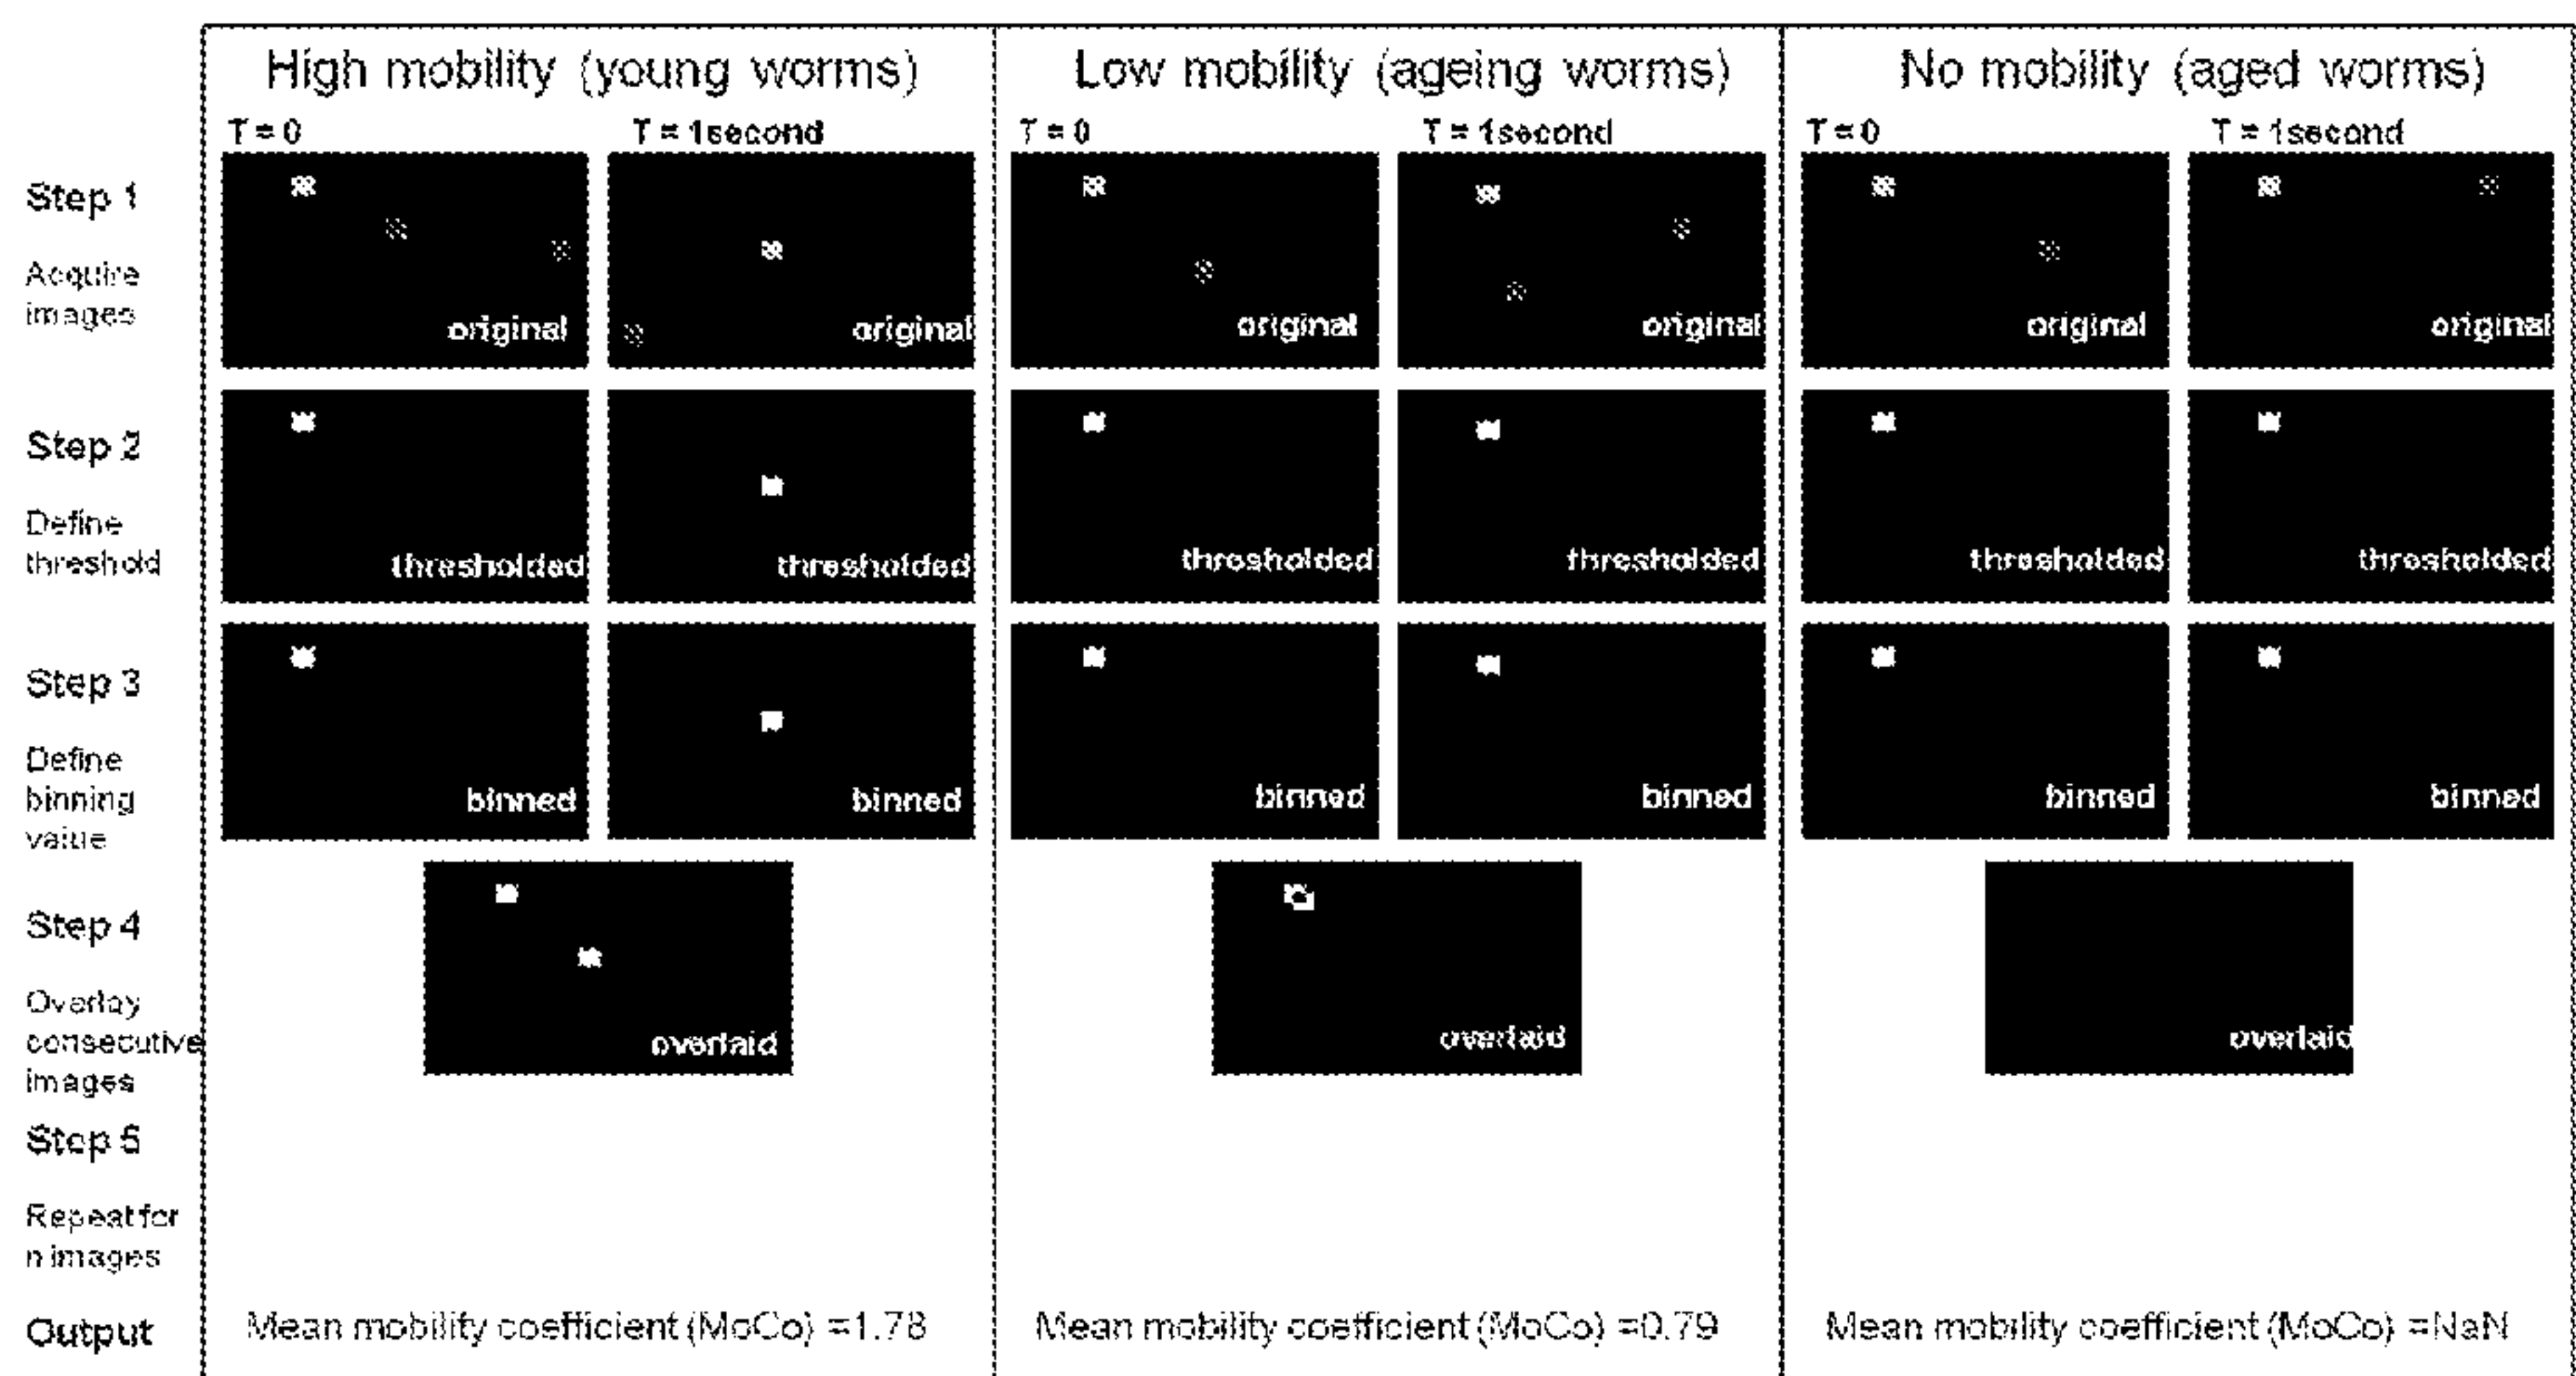 High mobility (young worms)
Low mobility (ageing worms)
No mobility (aged worms)
T = 0
T = 1second
T = 0
T = 1second
T = 0
T = 1second
Step 1
Acquire
images
original
original
original
original
original
original
Step 2
Define
threshold
thresholded
thresholded
thresholded
thresholded
thresholded
thresholded
Step 3
Define
binning
value
binned
binned
binned
binned
binned
binned
Step 4
Overlay
consecutive
images
overlaid
overlaid
overlaid
Step 5
Repeat for
n images
Output
Mean mobility coefficient (MoCo) =1.78
Mean mobility coefficient (MoCo) =0.79
Mean mobility coefficient (MoCo) =NaN